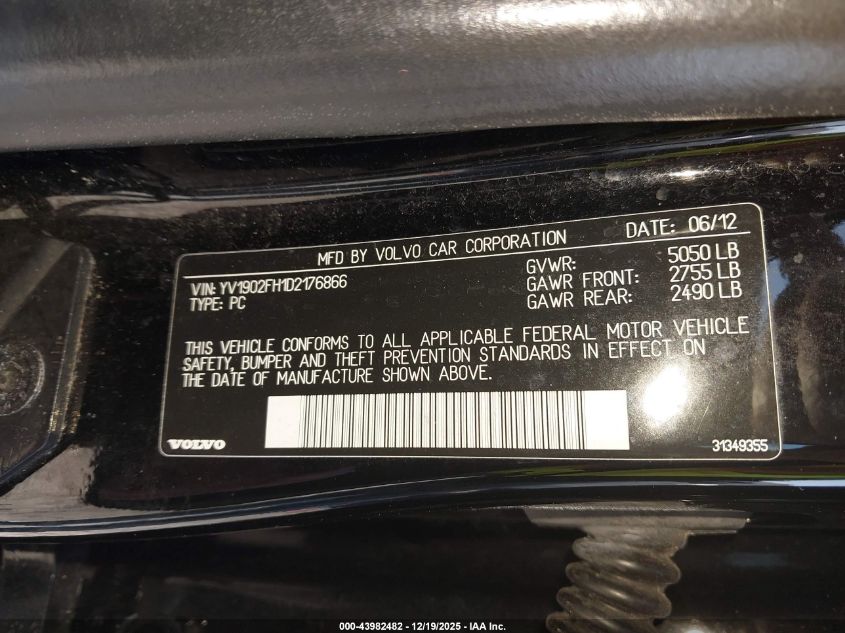 MFD BY VOLVO CAR CORPORATION DATE: 06/12
VIN: YV1902FH1D2176866 GVWR: 5050 LB
TYPE: PC GAWR FRONT: 2755 LB
GAWR REAR: 2490 LB
THIS VEHICLE CONFORMS TO ALL APPLICABLE FEDERAL MOTOR VEHICLE
SAFETY, BUMPER AND THEFT PREVENTION STANDARDS IN EFFECT ON
THE DATE OF MANUFACTURE SHOWN ABOVE.
VOLVO 31349355
000-43982482 - 12/19/2025 - IAA Inc.